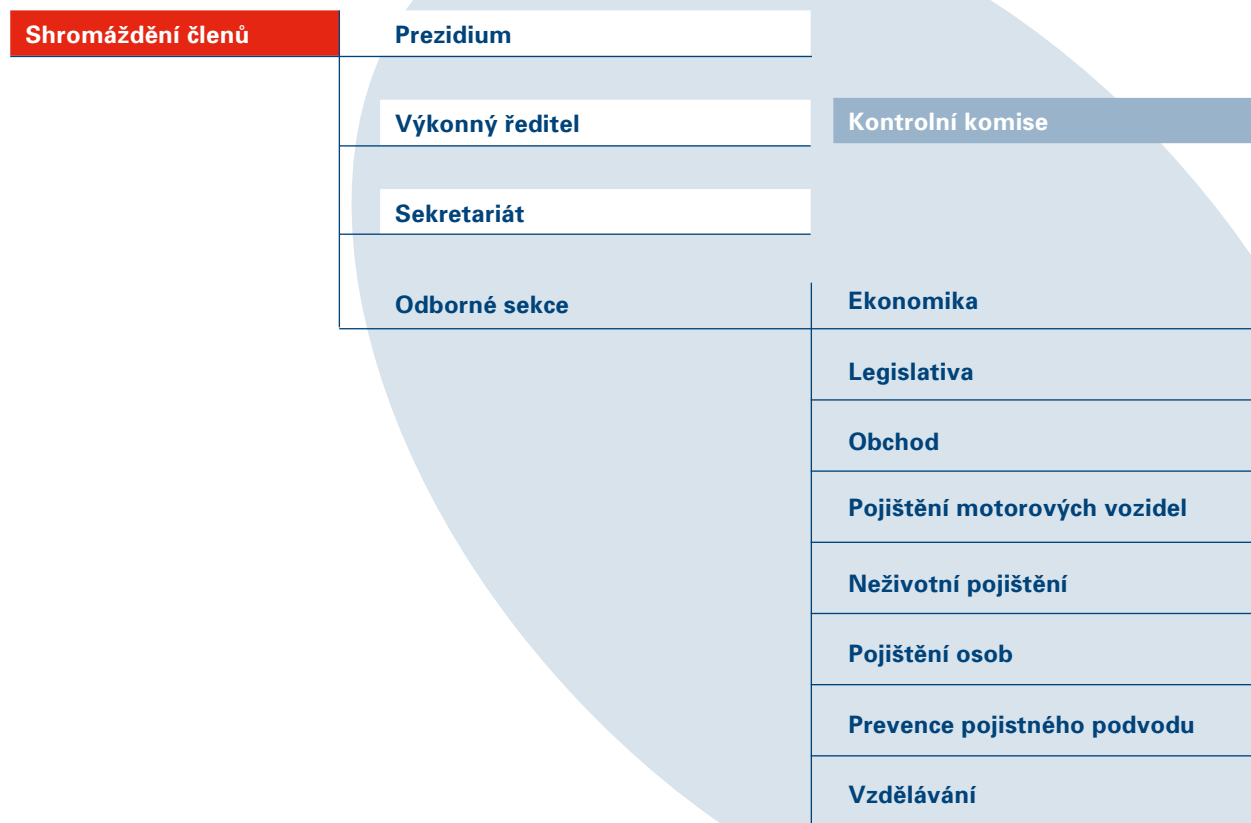 Shromáždění členů
Prezidium
Výkonný ředitel
Kontrolní komise
Sekretariát
Odborné sekce
Ekonomika
Legislativa
Obchod
Pojištění motorových vozidel
Neživotní pojištění
Pojištění osob
Prevence pojistného podvodu
Vzdělávání